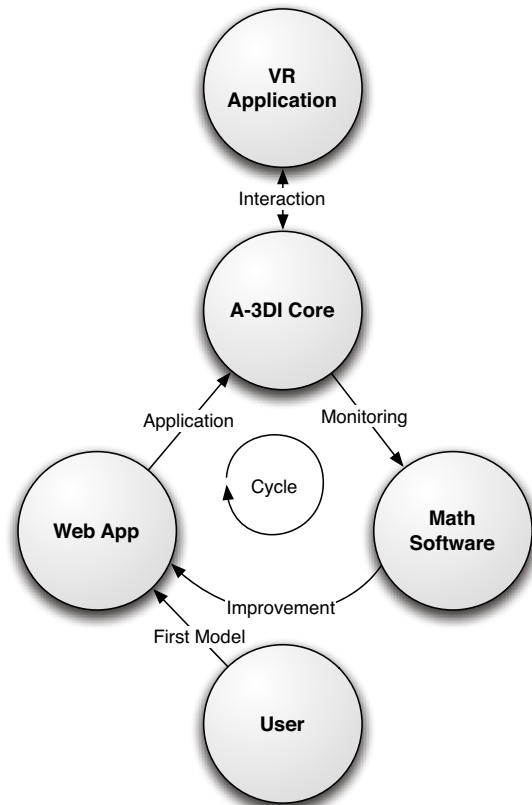 VR
Application
Interaction
A-3DI Core
Application
Monitoring
Cycle
Web App
Math
Software
Improvement
First Model
User